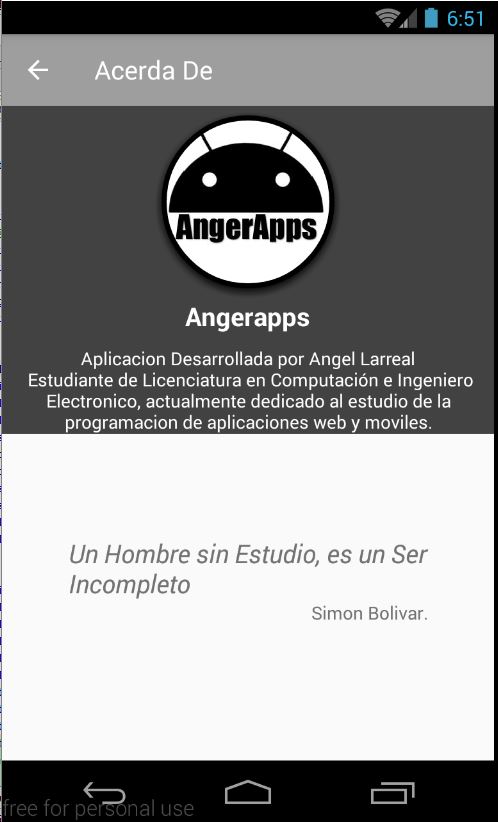 6:51
Acerda De
AngerApps
Angerapps
Aplicacion Desarrollada por Angel Larreal
Estudiante de Licenciatura en Computación e Ingeniero
Electronico, actualmente dedicado al estudio de la
programacion de aplicaciones web y moviles.
Un Hombre sin Estudio, es un Ser
Incompleto
Simon Bolivar.
free for personal use